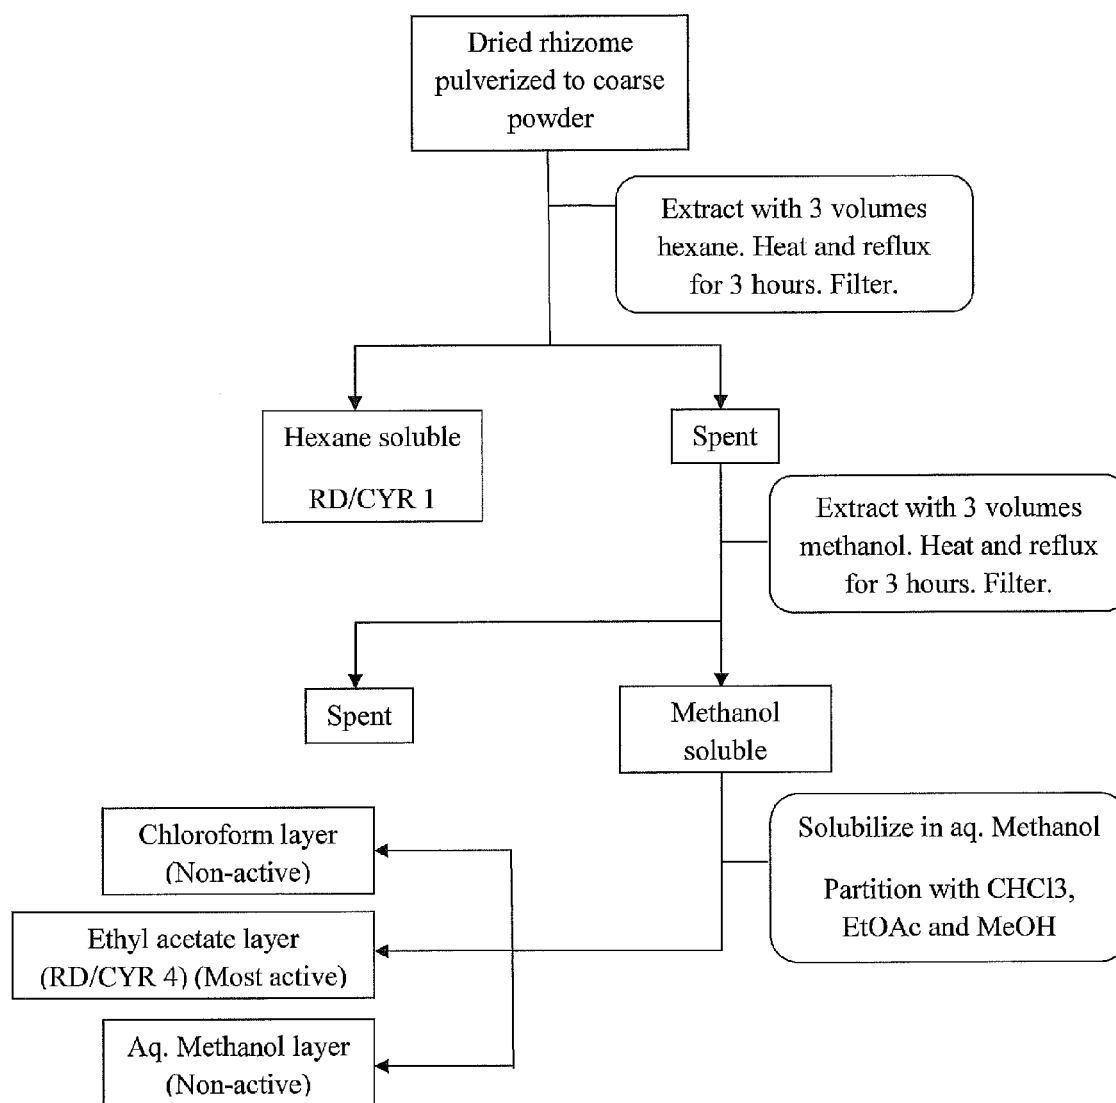 Dried rhizome
pulverized to coarse
powder
Extract with 3 volumes
hexane. Heat and reflux
for 3 hours. Filter.
Hexane soluble
RD/CYR 1
Spent
Extract with 3 volumes
methanol. Heat and reflux
for 3 hours. Filter.
Spent
Methanol
soluble
Chloroform layer
(Non-active)
Solubilize in aq. Methanol
Partition with CHCl3,
EtOAc and MeOH
Ethyl acetate layer
(RD/CYR 4) (Most active)
Aq. Methanol layer
(Non-active)